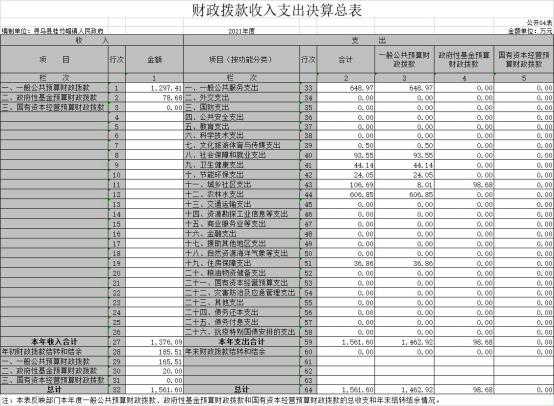 财政拨款收入支出决算总表
公开04表
编制单位：寻乌县桂竹帽镇人民政府 2021年度 金额单位：万元
收 入 支 出
项 目 行次 金额 项目（按功能分类） 行次 合计 一般公共预算财政拨款 政府性基金预算财政拨款 国有资本经营预算财政拨款
栏 次 1 栏 次 2 3 4 5
一、一般公共预算财政拨款 1 1,297.41 一、一般公共服务支出 33 648.97 648.97 0.00 0.00
二、政府性基金预算财政拨款 2 78.68 二、外交支出 34 0.00 0.00 0.00 0.00
三、国有资本经营预算财政拨款 3 0.00 三、国防支出 35 0.00 0.00 0.00 0.00
4 四、公共安全支出 36 0.00 0.00 0.00 0.00
5 五、教育支出 37 0.00 0.00 0.00 0.00
6 六、科学技术支出 38 0.00 0.00 0.00 0.00
7 七、文化旅游体育与传媒支出 39 0.50 0.50 0.00 0.00
8 八、社会保障和就业支出 40 93.55 93.55 0.00 0.00
9 九、卫生健康支出 41 44.14 44.14 0.00 0.00
10 十、节能环保支出 42 24.05 24.05 0.00 0.00
11 十一、城乡社区支出 43 106.69 8.01 98.68 0.00
12 十二、农林水支出 44 606.85 606.85 0.00 0.00
13 十三、交通运输支出 45 0.00 0.00 0.00 0.00
14 十四、资源勘探工业信息等支出 46 0.00 0.00 0.00 0.00
15 十五、商业服务业等支出 47 0.00 0.00 0.00 0.00
16 十六、金融支出 48 0.00 0.00 0.00 0.00
17 十七、援助其他地区支出 49 0.00 0.00 0.00 0.00
18 十八、自然资源海洋气象等支出 50 0.00 0.00 0.00 0.00
19 十九、住房保障支出 51 36.86 36.86 0.00 0.00
20 二十、粮油物资储备支出 52 0.00 0.00 0.00 0.00
21 二十一、国有资本经营预算支出 53 0.00 0.00 0.00 0.00
22 二十二、灾害防治及应急管理支出 54 0.00 0.00 0.00 0.00
23 二十三、其他支出 55 0.00 0.00 0.00 0.00
24 二十四、债务还本支出 56 0.00 0.00 0.00 0.00
25 二十五、债务付息支出 57 0.00 0.00 0.00 0.00
26 二十六、抗疫特别国债安排的支出 58 0.00 0.00 0.00 0.00
本年收入合计 27 1,376.09 本年支出合计 59 1,561.60 1,462.92 98.68 0.00
年初财政拨款结转和结余 28 185.51 年末财政拨款结转和结余 60 0.00 0.00 0.00 0.00
一、一般公共预算财政拨款 29 165.51 61
二、政府性基金预算财政拨款 30 20.00 62
三、国有资本经营预算财政拨款 31 0.00 63
总计 32 1,561.60 总计 64 1,561.60 1,462.92 98.68 0.00
注：本表反映部门本年度一般公共预算财政拨款、政府性基金预算财政拨款和国有资本经营预算财政拨款的总收支和年末结转结余情况。